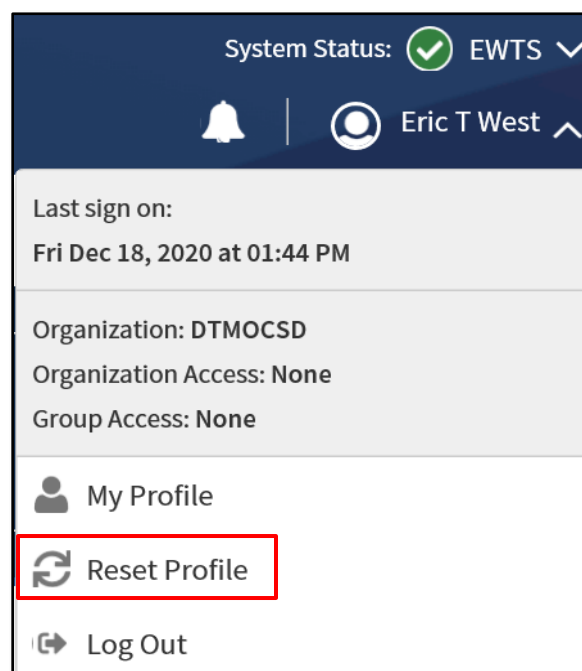 System Status: EWTS
Eric T West
Last sign on:
Fri Dec 18, 2020 at 01:44 PM
Organization: DTMOCSD
Organization Access: None
Group Access: None
My Profile
Reset Profile
Log Out